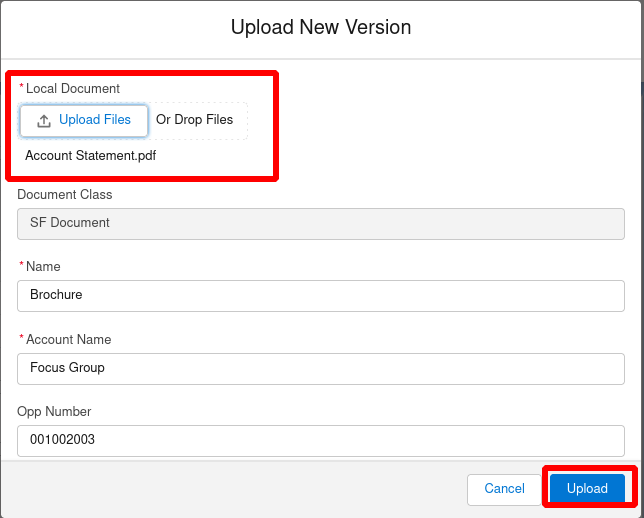 Upload New Version
* Local Document
Upload Files Or Drop Files
Account Statement.pdf
Document Class
SF Document
* Name
Brochure
* Account Name
Focus Group
Opp Number
001002003
Cancel Upload